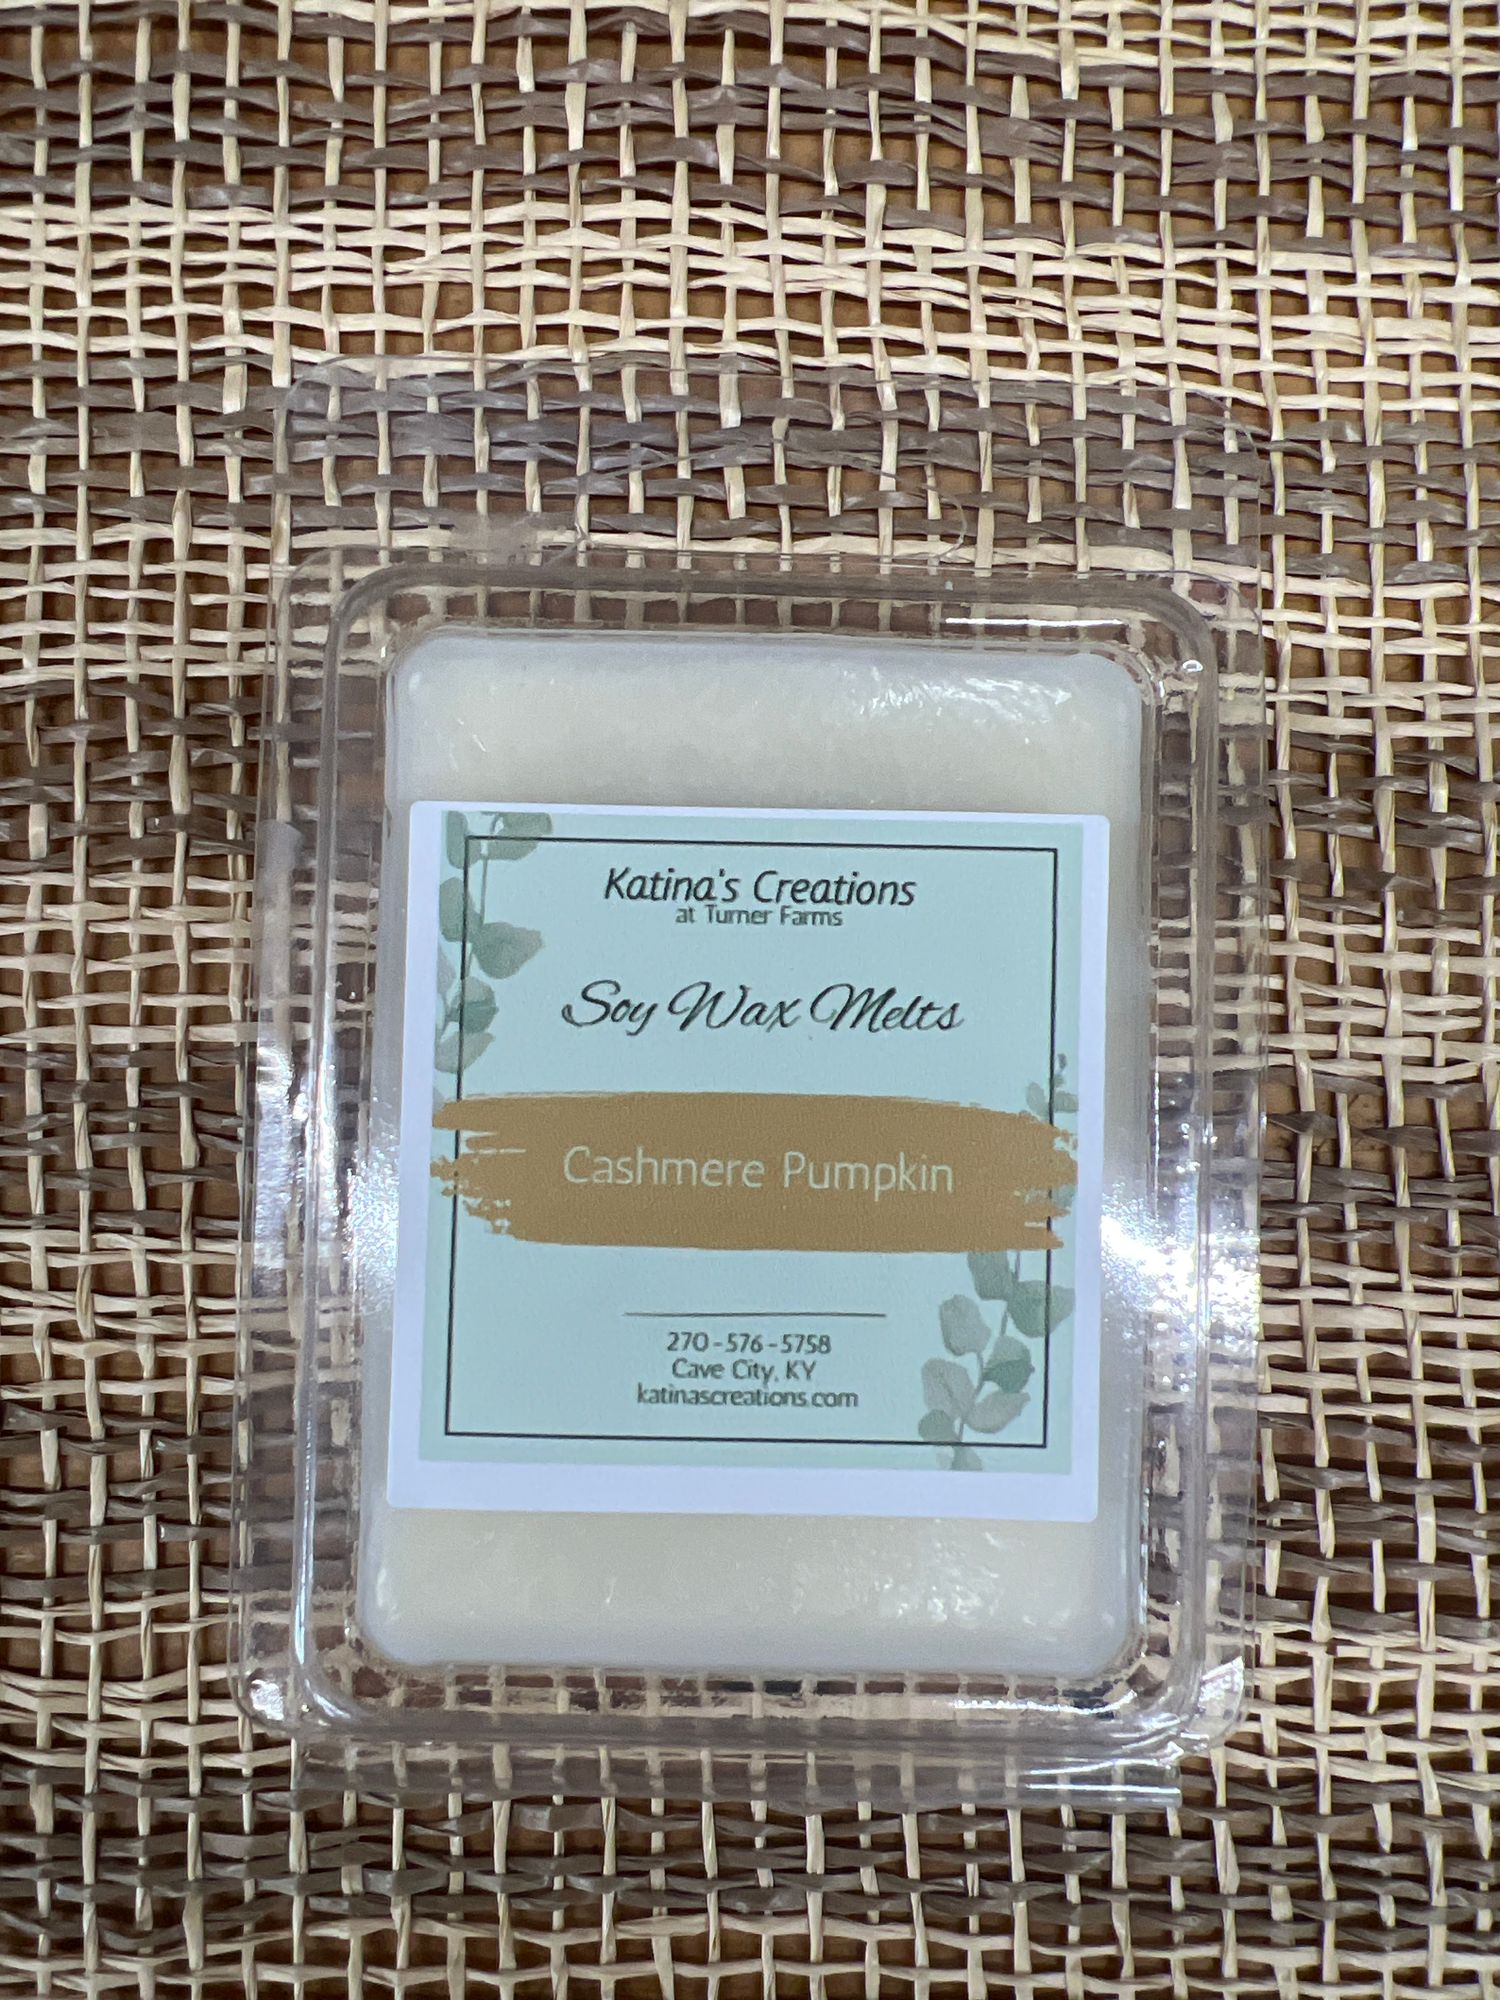 Katina's Creations
at Turner Farms
Soy Wax Melts
Cashmere Pumpkin
270-576-5758
Cave City, KY
katinascreations.com